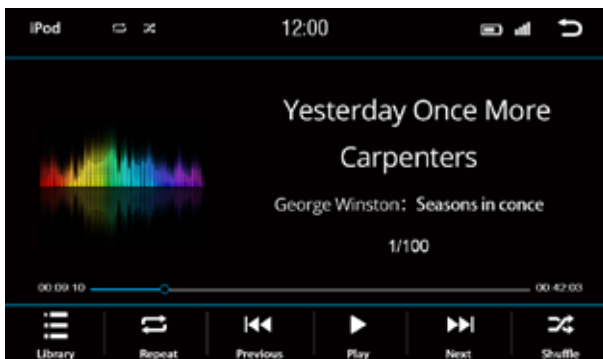 iPod 12:00
Yesterday Once More
Carpenters
George Winston: Seasons in conce
1/100
00:09:10 00:42:03
Library Repeat Previous Play Next Shuffle